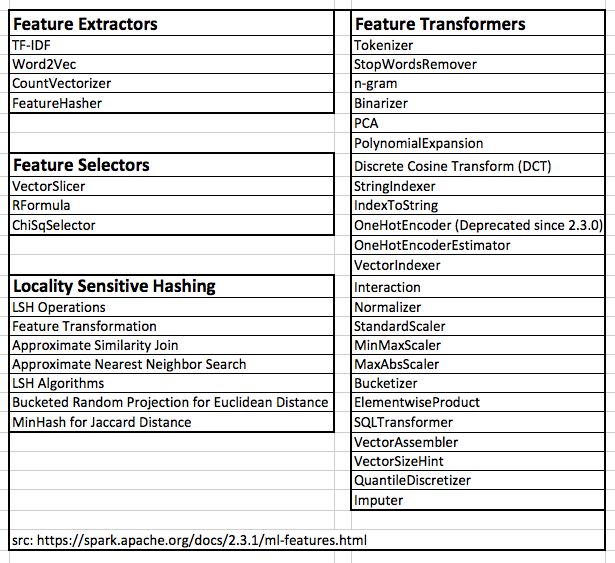 Feature Extractors
TF-IDF
Word2Vec
CountVectorizer
FeatureHasher
Feature Selectors
VectorSlicer
RFormula
ChiSqSelector
Locality Sensitive Hashing
LSH Operations
Feature Transformation
Approximate Similarity Join
Approximate Nearest Neighbor Search
LSH Algorithms
Bucketed Random Projection for Euclidean Distance
MinHash for Jaccard Distance
Feature Transformers
Tokenizer
StopWordsRemover
n-gram
Binarizer
PCA
PolynomialExpansion
Discrete Cosine Transform (DCT)
StringIndexer
IndexToString
OneHotEncoder (Deprecated since 2.3.0)
OneHotEncoderEstimator
VectorIndexer
Interaction
Normalizer
StandardScaler
MinMaxScaler
MaxAbsScaler
Bucketizer
ElementwiseProduct
SQLTransformer
VectorAssembler
VectorSizeHint
QuantileDiscretizer
Imputer
src: https://spark.apache.org/docs/2.3.1/ml-features.html